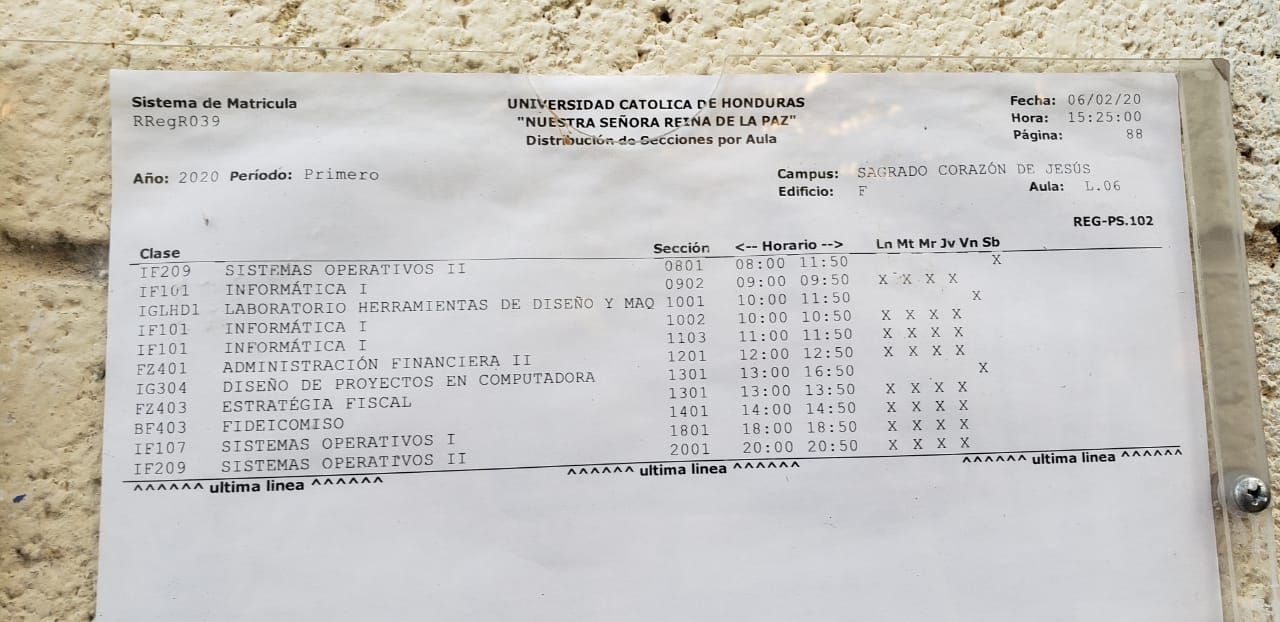 Sistema de Matricula UNIVERSIDAD CATOLICA DE HONDURAS Fecha: 06/02/20
RRegR039 "NUESTRA SEÑORA REINA DE LA PAZ" Hora: 15:25:00
Distribución de Secciones por Aula Página: 88
Año: 2020 Período: Primero Campus: SAGRADO CORAZÓN DE JESÚS
Edificio: F Aula: L.06
REG-PS.102
Clase Sección <-- Horario --> Ln Mt Mr Jv Vn Sb
IF209 SISTEMAS OPERATIVOS II 0801 08:00 11:50 X
IF101 INFORMÁTICA I 0902 09:00 09:50 X X X X
IGLHD1 LABORATORIO HERRAMIENTAS DE DISEÑO Y MAQ 1001 10:00 11:50 X
IF101 INFORMÁTICA I 1002 10:00 10:50 X X X X
IF101 INFORMÁTICA I 1103 11:00 11:50 X X X X
FZ401 ADMINISTRACIÓN FINANCIERA II 1201 12:00 12:50 X X X X
IG304 DISEÑO DE PROYECTOS EN COMPUTADORA 1301 13:00 16:50 X
FZ403 ESTRATÉGIA FISCAL 1301 13:00 13:50 X X X X
BF403 FIDEICOMISO 1401 14:00 14:50 X X X X
IF107 SISTEMAS OPERATIVOS I 1801 18:00 18:50 X X X X
IF209 SISTEMAS OPERATIVOS II 2001 20:00 20:50 X X X X
^^^^^^ ultima linea ^^^^^^ ^^^^^^ ultima linea ^^^^^^ ^^^^^^ ultima linea ^^^^^^